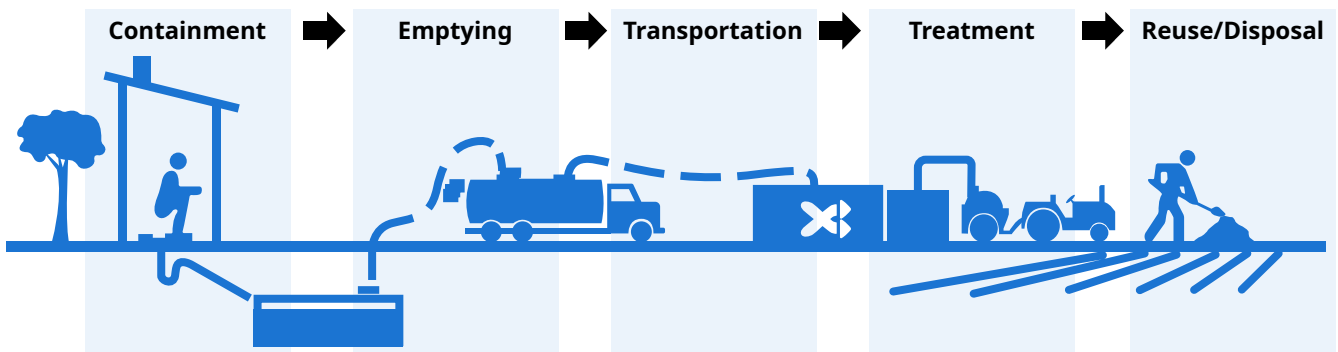 Containment
Emptying
Transportation
Treatment
Reuse/Disposal